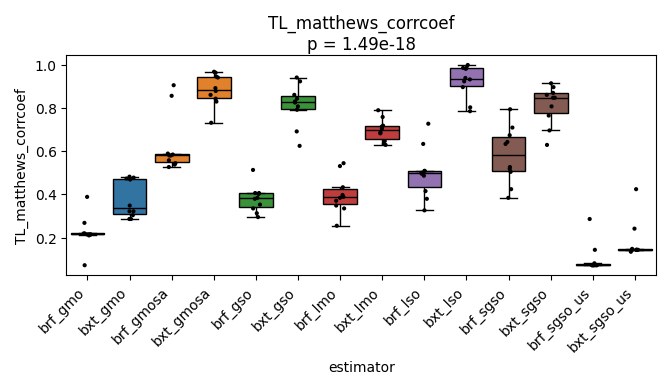 TL_matthews_corrcoef
p = 1.49e-18
TL_matthews_corrcoef
1.0
0.8
0.6
0.4
0.2
brf_gmo
bxt_gmo
brf_gmosa
bxt_gmosa
brf_gso
bxt_gso
brf_lmo
bxt_lmo
brf_lso
bxt_lso
brf_sgso
bxt_sgso
brf_sgso_us
bxt_sgso_us
estimator